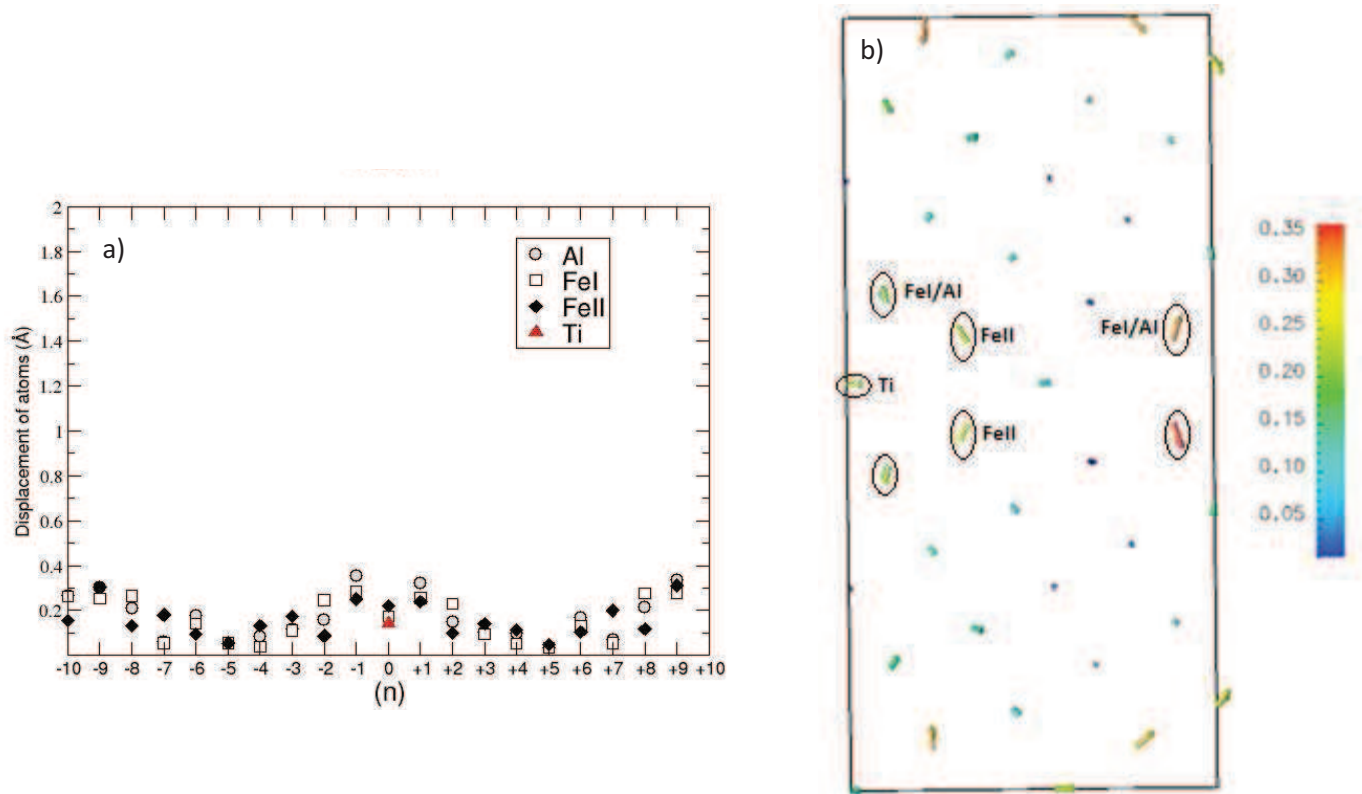 a)
Displacement of atoms (Å)
2
1.8
1.6
1.4
1.2
1
0.8
0.6
0.4
0.2
-10 -9 -8 -7 -6 -5 -4 -3 -2 -1 0 +1 +2 +3 +4 +5 +6 +7 +8 +9 +10
(n)
Al
FeI
FeII
Ti
b)
FeI/Al
FeII
FeI/Al
Ti
FeII
0.35
0.30
0.25
0.20
0.15
0.10
0.05